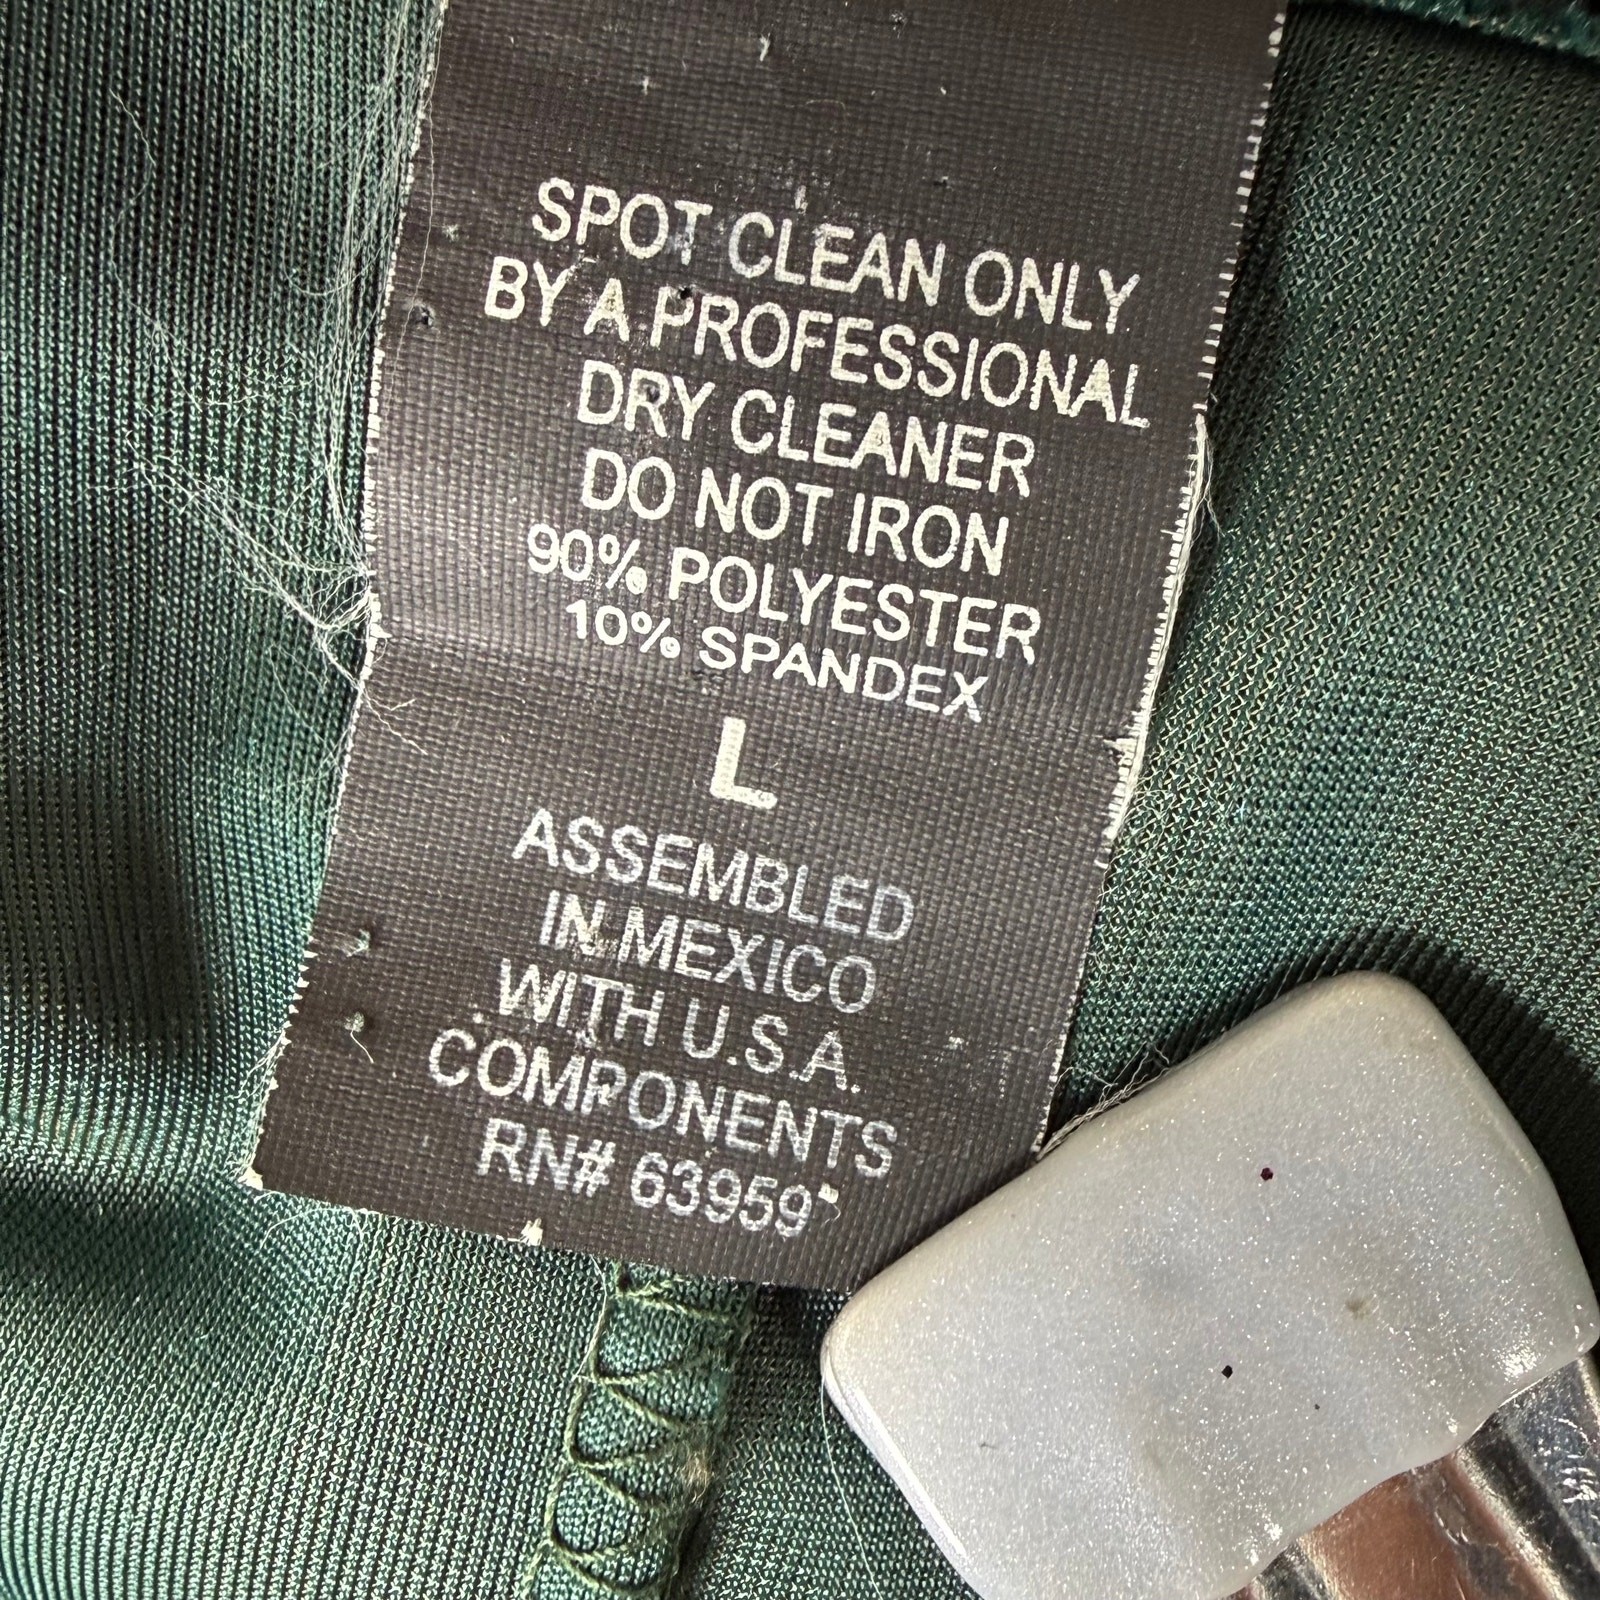 SPOT CLEAN ONLY
BY A PROFESSIONAL
DRY CLEANER
DO NOT IRON
90% POLYESTER
10% SPANDEX
L
ASSEMBLED
IN MEXICO
WITH U.S.A.
COMPONENTS
RN# 63959